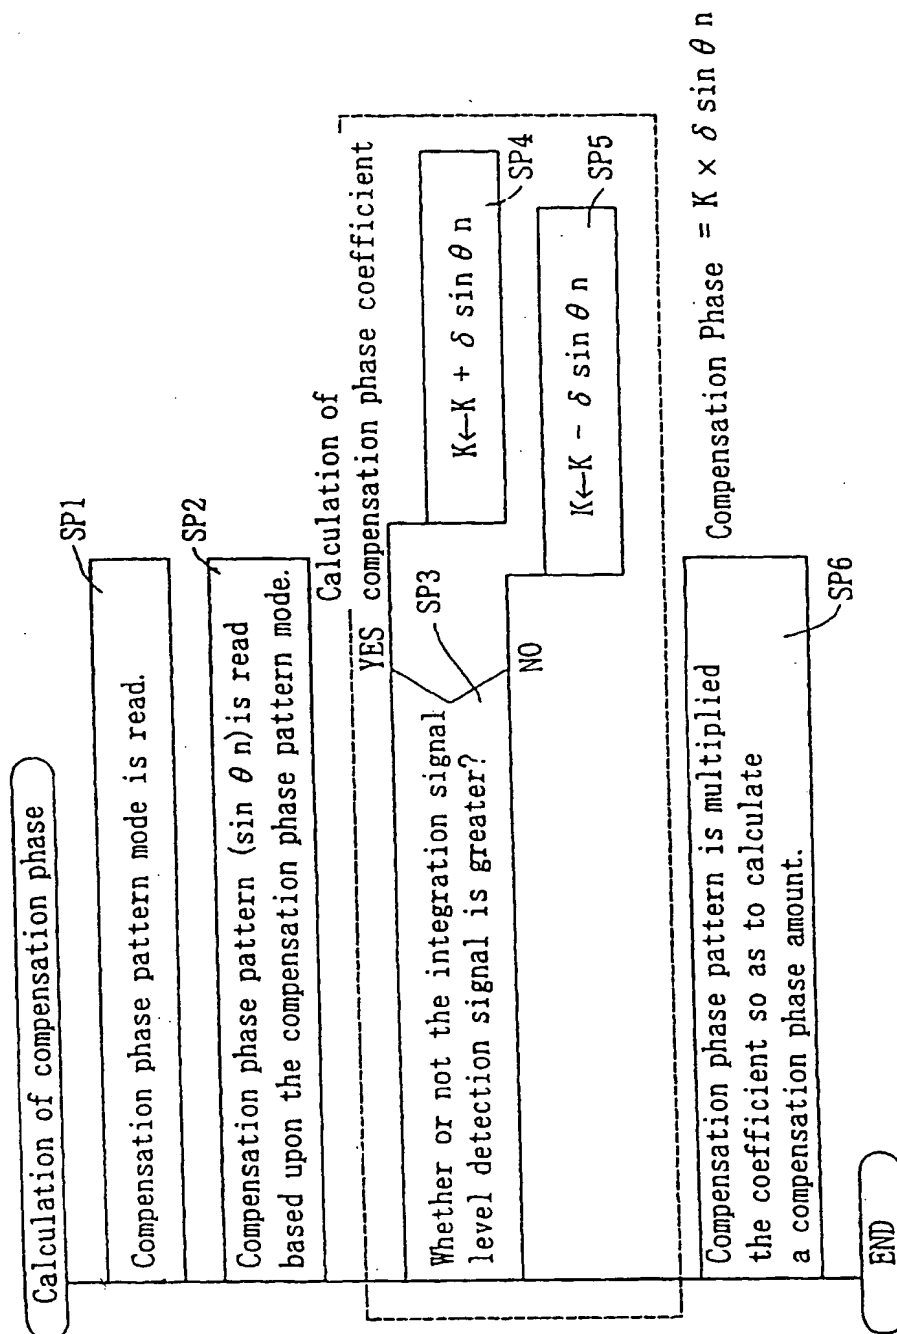 Calculation of compensation phase
SP1
Compensation phase pattern mode is read.
SP2
Compensation phase pattern (sin θ n) is read
based upon the compensation phase pattern mode.
Calculation of
compensation phase coefficient
YES
SP3
Whether or not the integration signal
level detection signal is greater?
NO
K←K + δ sin θ n
SP4
K←K − δ sin θ n
SP5
Compensation phase pattern is multiplied
the coefficient so as to calculate
a compensation phase amount.
SP6
Compensation Phase = K × δ sin θ n
END